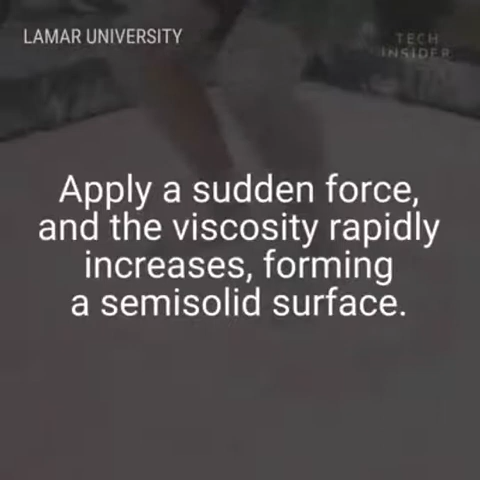 LAMAR UNIVERSITY
TECH
INSIDER
Apply a sudden force,
and the viscosity rapidly
increases, forming
a semisolid surface.